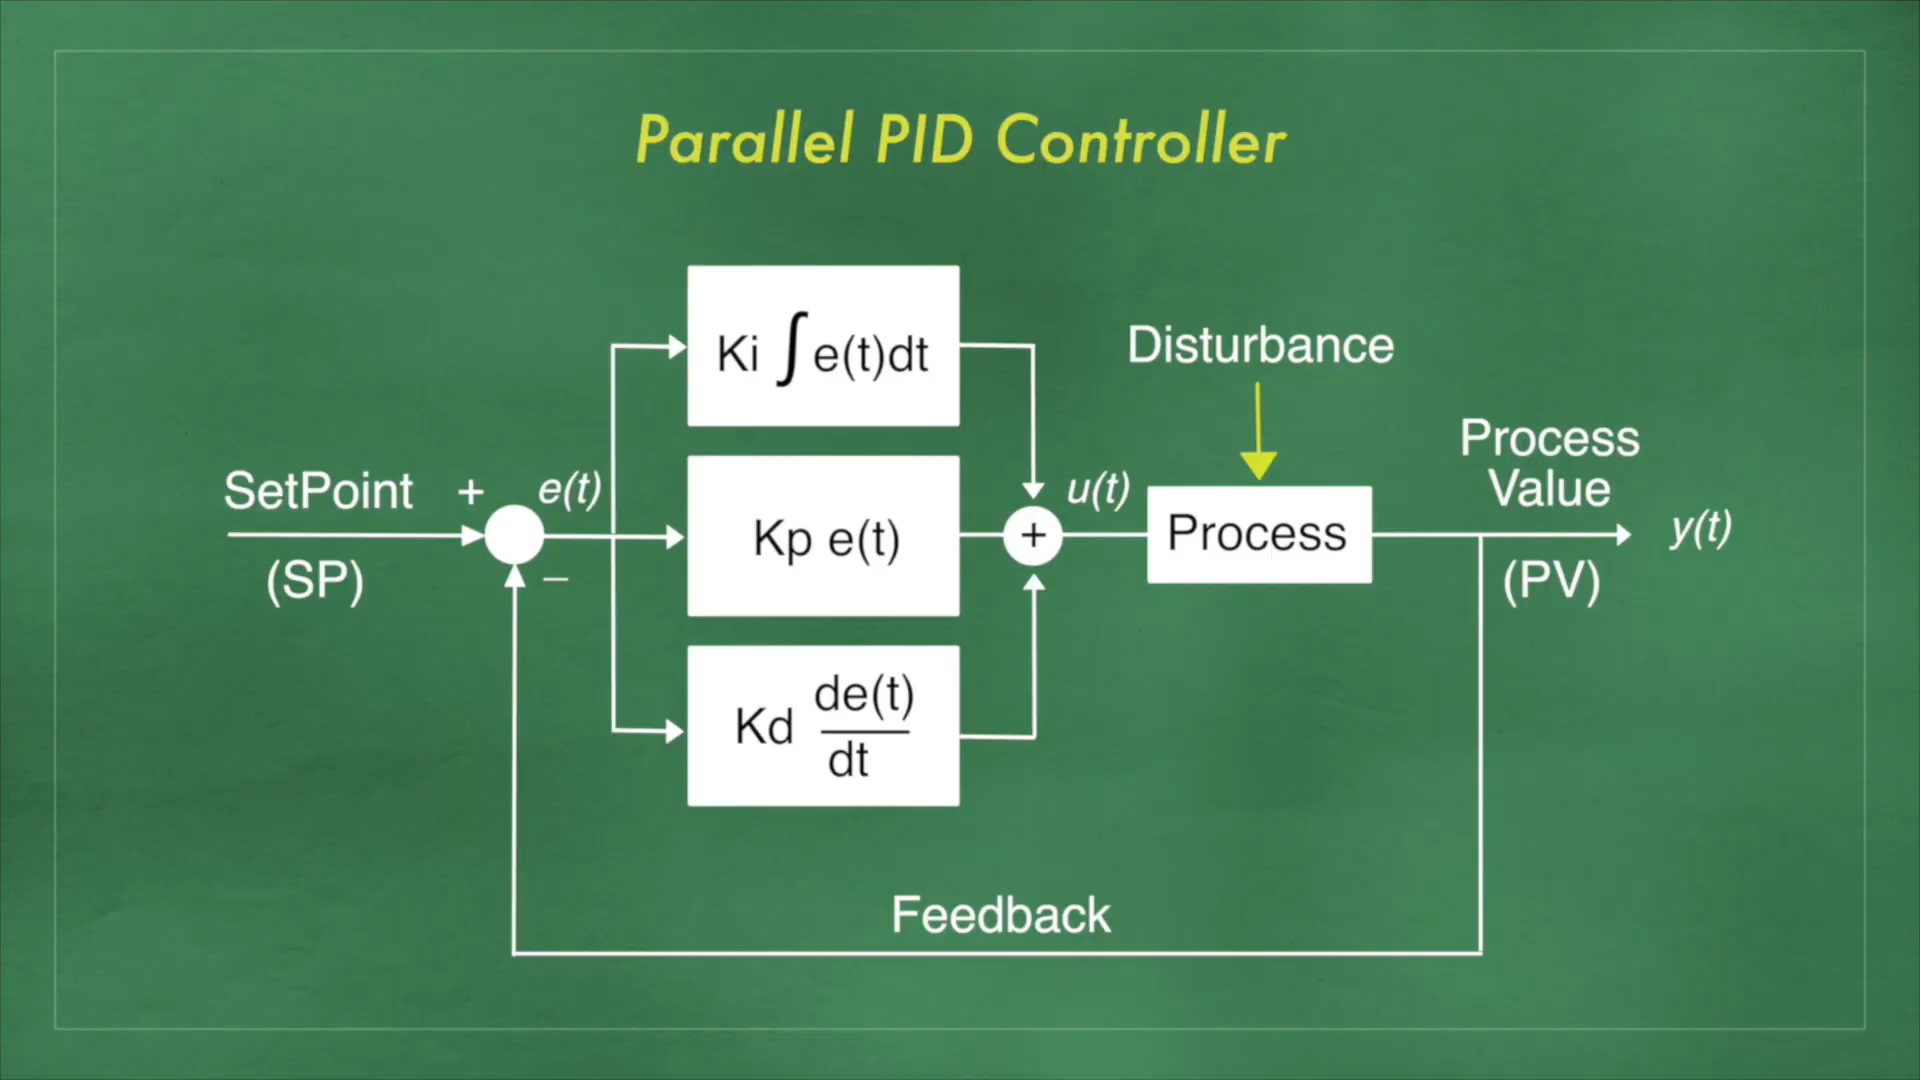 Parallel PID Controller
Ki ∫ e(t)dt
Disturbance
Process
Value
SetPoint
+
e(t)
Kp e(t)
+
u(t)
Process
y(t)
(SP)
–
(PV)
Kd de(t)
dt
Feedback